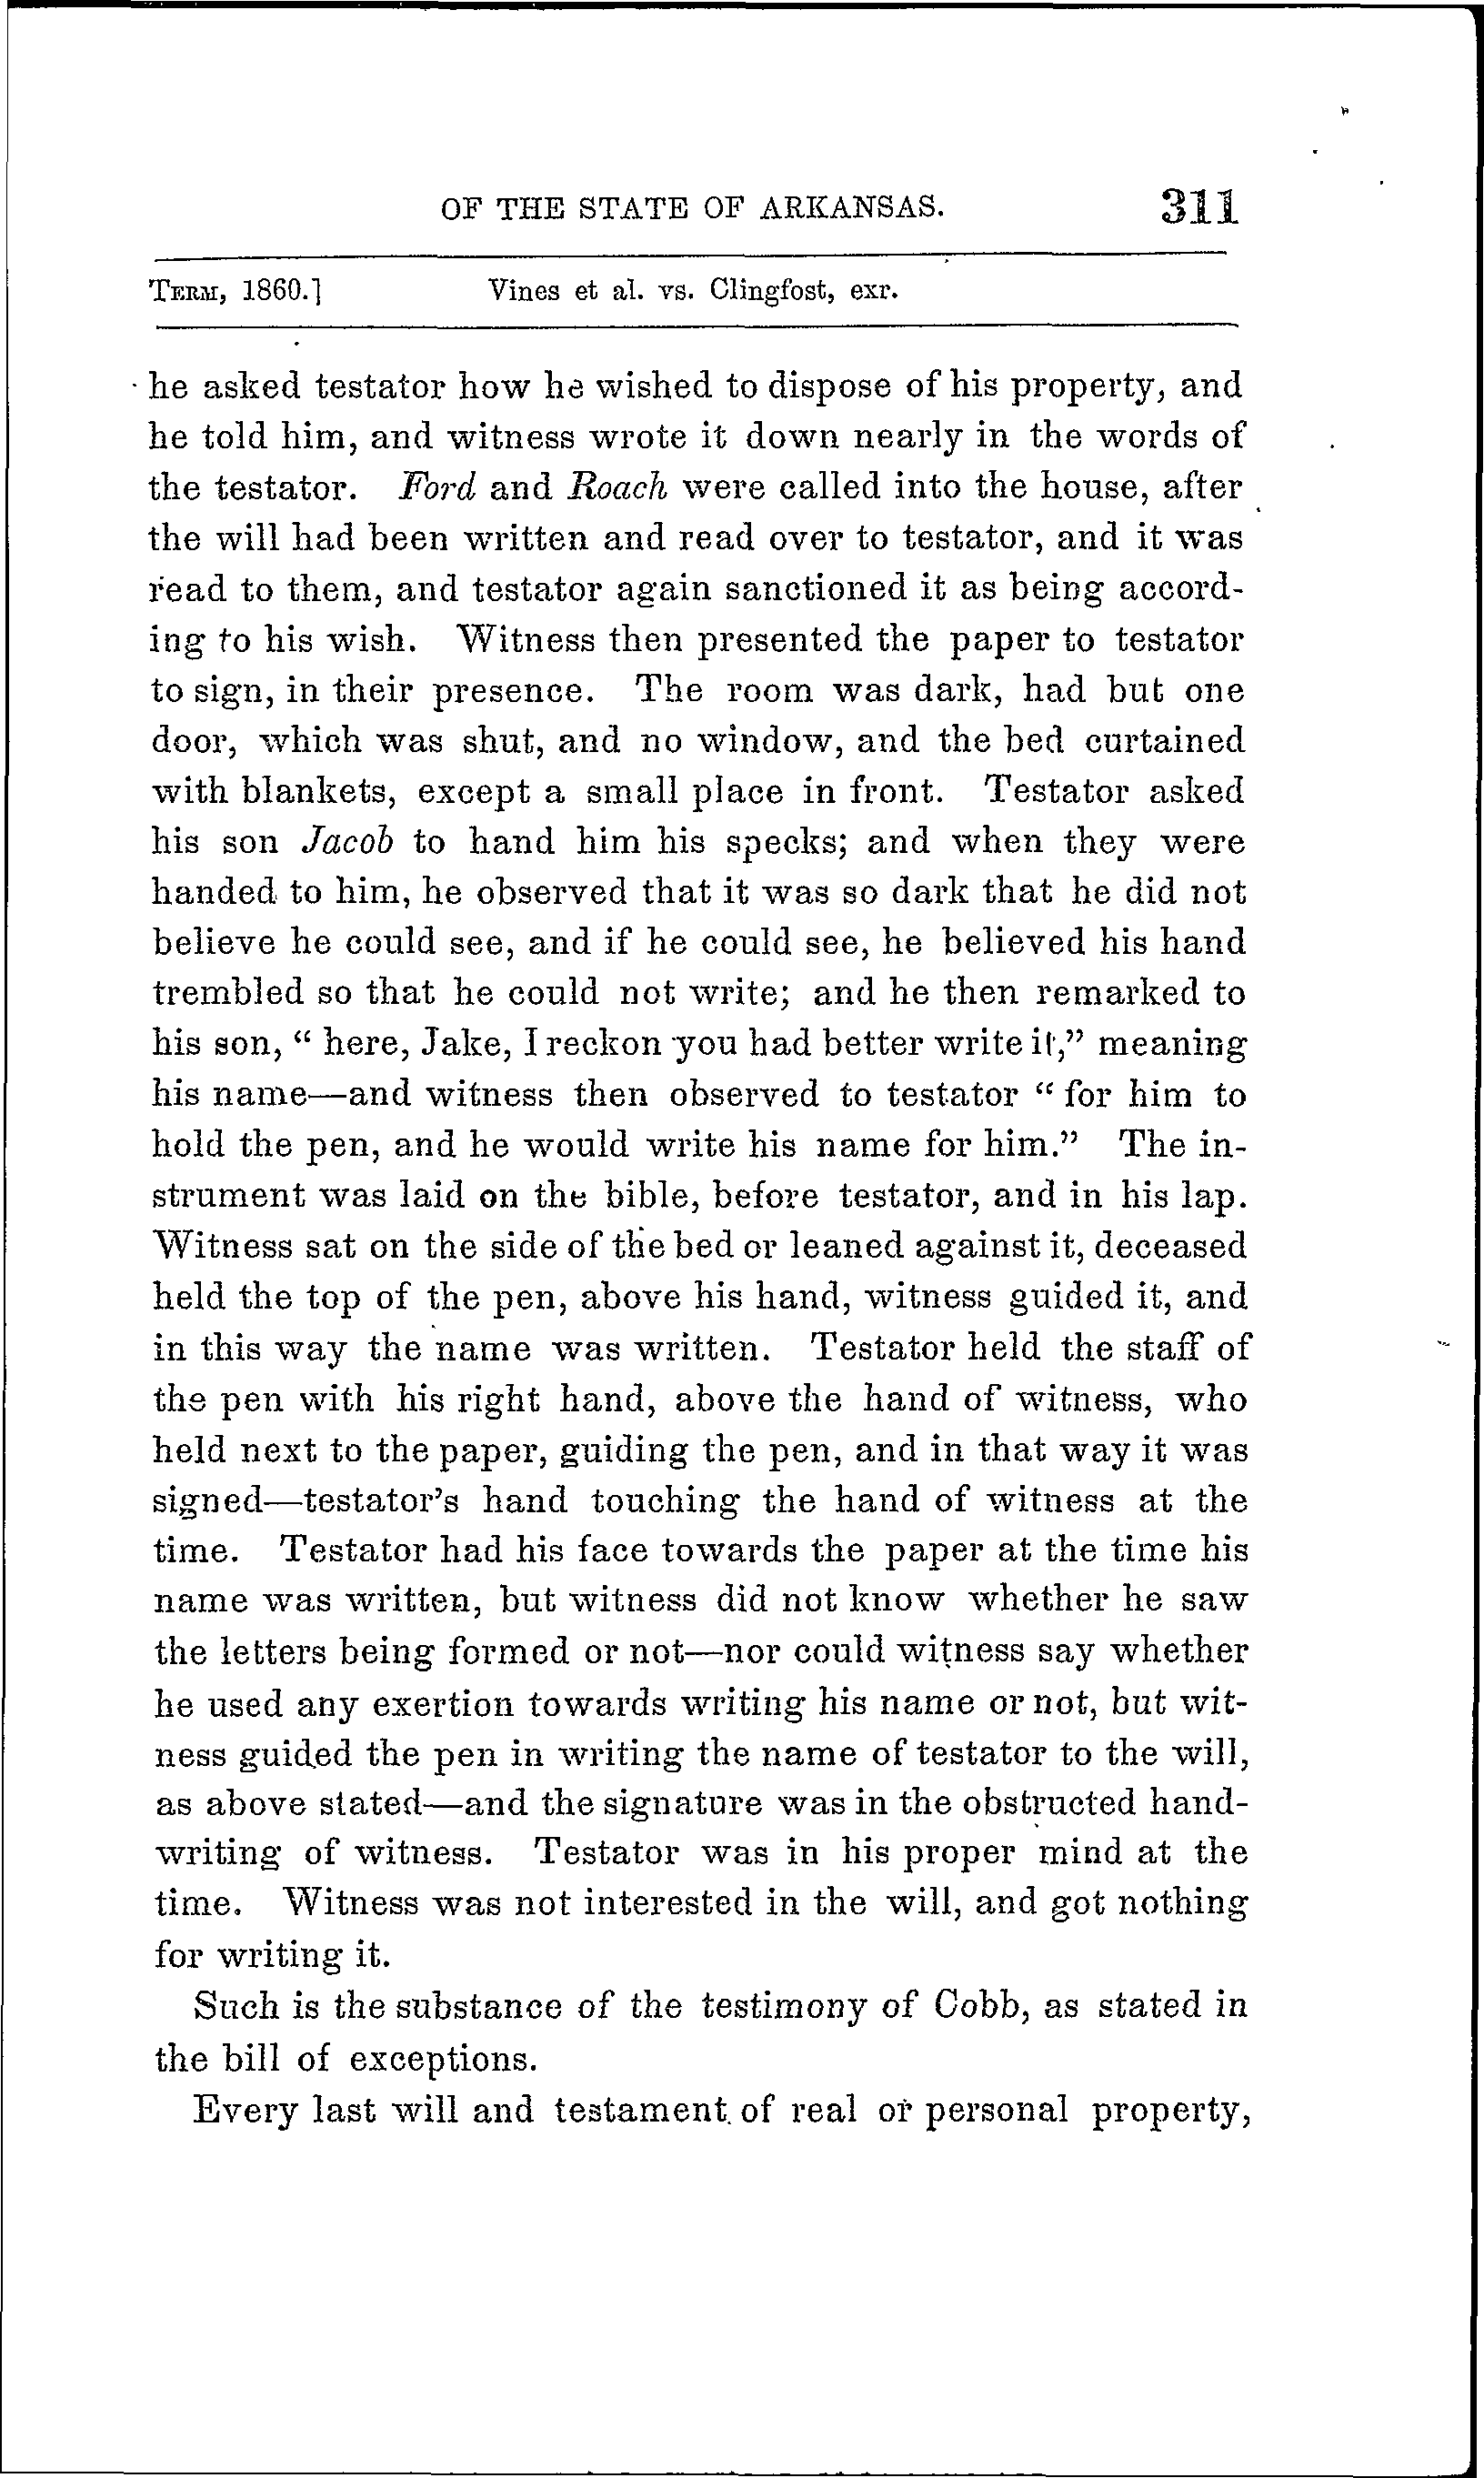 OF THE STATE OF ARKANSAS. 311
TERM, 1860.] Vines et al. vs. Clingfost, exr.
he asked testator how he wished to dispose of his property, and
he told him, and witness wrote it down nearly in the words of
the testator. Ford and Roach were called into the house, after
the will had been written and read over to testator, and it was
read to them, and testator again sanctioned it as being accord-
ing to his wish. Witness then presented the paper to testator
to sign, in their presence. The room was dark, had but one
door, which was shut, and no window, and the bed curtained
with blankets, except a small place in front. Testator asked
his son Jacob to hand him his specks; and when they were
handed to him, he observed that it was so dark that he did not
believe he could see, and if he could see, he believed his hand
trembled so that he could not write; and he then remarked to
his son, “ here, Jake, I reckon you had better write it,” meaning
his name—and witness then observed to testator “ for him to
hold the pen, and he would write his name for him.” The in-
strument was laid on the bible, before testator, and in his lap.
Witness sat on the side of the bed or leaned against it, deceased
held the top of the pen, above his hand, witness guided it, and
in this way the name was written. Testator held the staff of
the pen with his right hand, above the hand of witness, who
held next to the paper, guiding the pen, and in that way it was
signed—testator's hand touching the hand of witness at the
time. Testator had his face towards the paper at the time his
name was written, but witness did not know whether he saw
the letters being formed or not—nor could witness say whether
he used any exertion towards writing his name or not, but wit-
ness guided the pen in writing the name of testator to the will,
as above stated—and the signature was in the obstructed hand-
writing of witness. Testator was in his proper mind at the
time. Witness was not interested in the will, and got nothing
for writing it.
Such is the substance of the testimony of Cobb, as stated in
the bill of exceptions.
Every last will and testament of real or personal property,